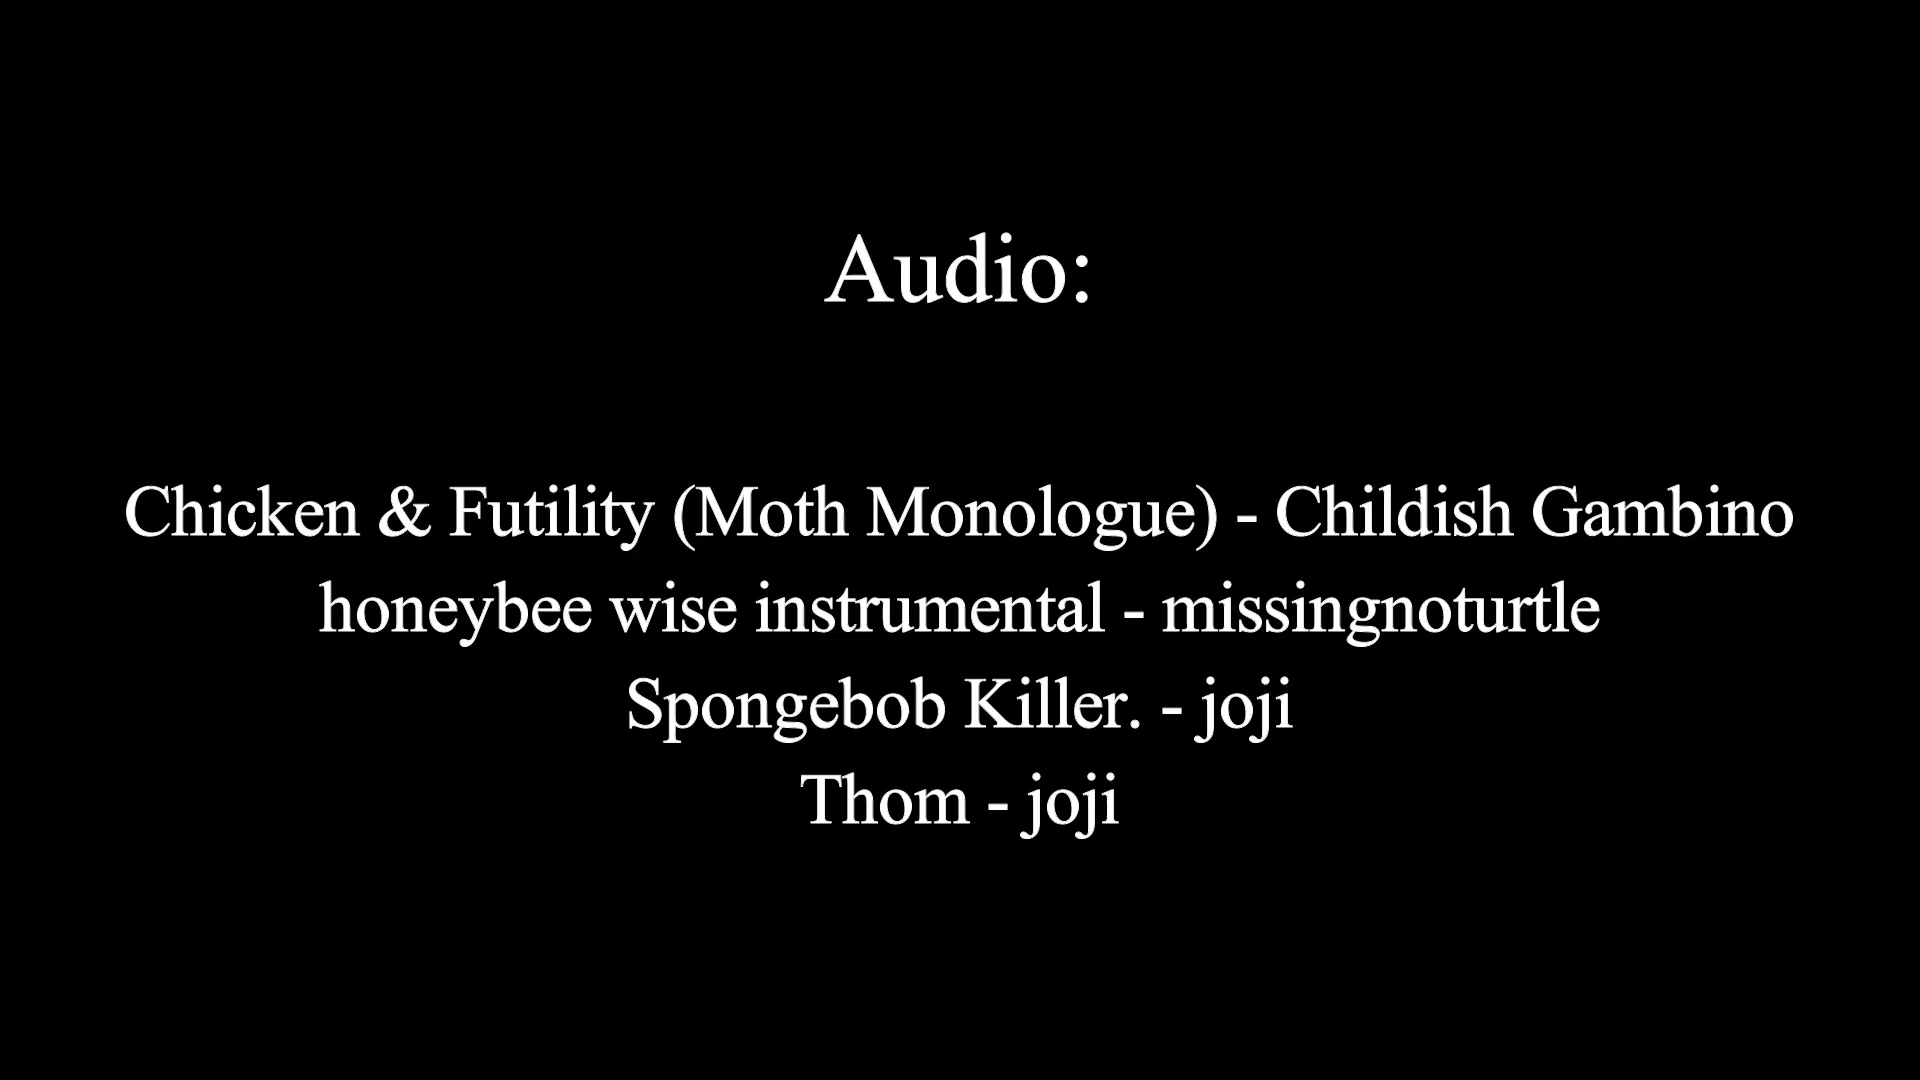 Audio:
Chicken & Futility (Moth Monologue) - Childish Gambino
honeybee wise instrumental - missingnoturtle
Spongebob Killer. - joji
Thom - joji